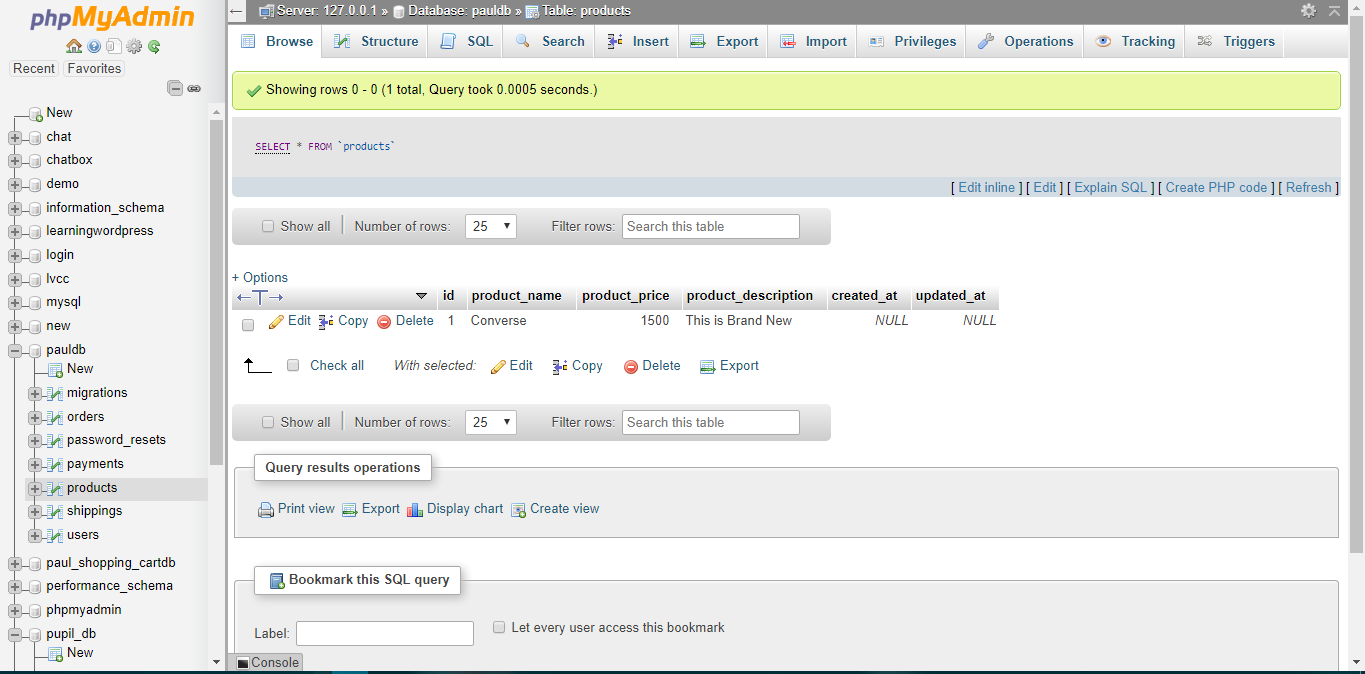 phpMyAdmin
Recent Favorites
New
chat
chatbox
demo
information_schema
learningwordpress
login
lvcc
mysql
new
pauldb
New
migrations
orders
password_resets
payments
products
shippings
users
paul_shopping_cartdb
performance_schema
phpmyadmin
pupil_db
New
Server: 127.0.0.1 » Database: pauldb » Table: products
Browse Structure SQL Search Insert Export Import Privileges Operations Tracking Triggers
Showing rows 0 - 0 (1 total, Query took 0.0005 seconds.)
SELECT * FROM `products`
[ Edit inline ] [ Edit ] [ Explain SQL ] [ Create PHP code ] [ Refresh ]
Show all Number of rows: 25 Filter rows: Search this table
+ Options
id product_name product_price product_description created_at updated_at
Edit Copy Delete 1 Converse 1500 This is Brand New NULL NULL
Check all With selected: Edit Copy Delete Export
Show all Number of rows: 25 Filter rows: Search this table
Query results operations
Print view Export Display chart Create view
Bookmark this SQL query
Label: Let every user access this bookmark
Console